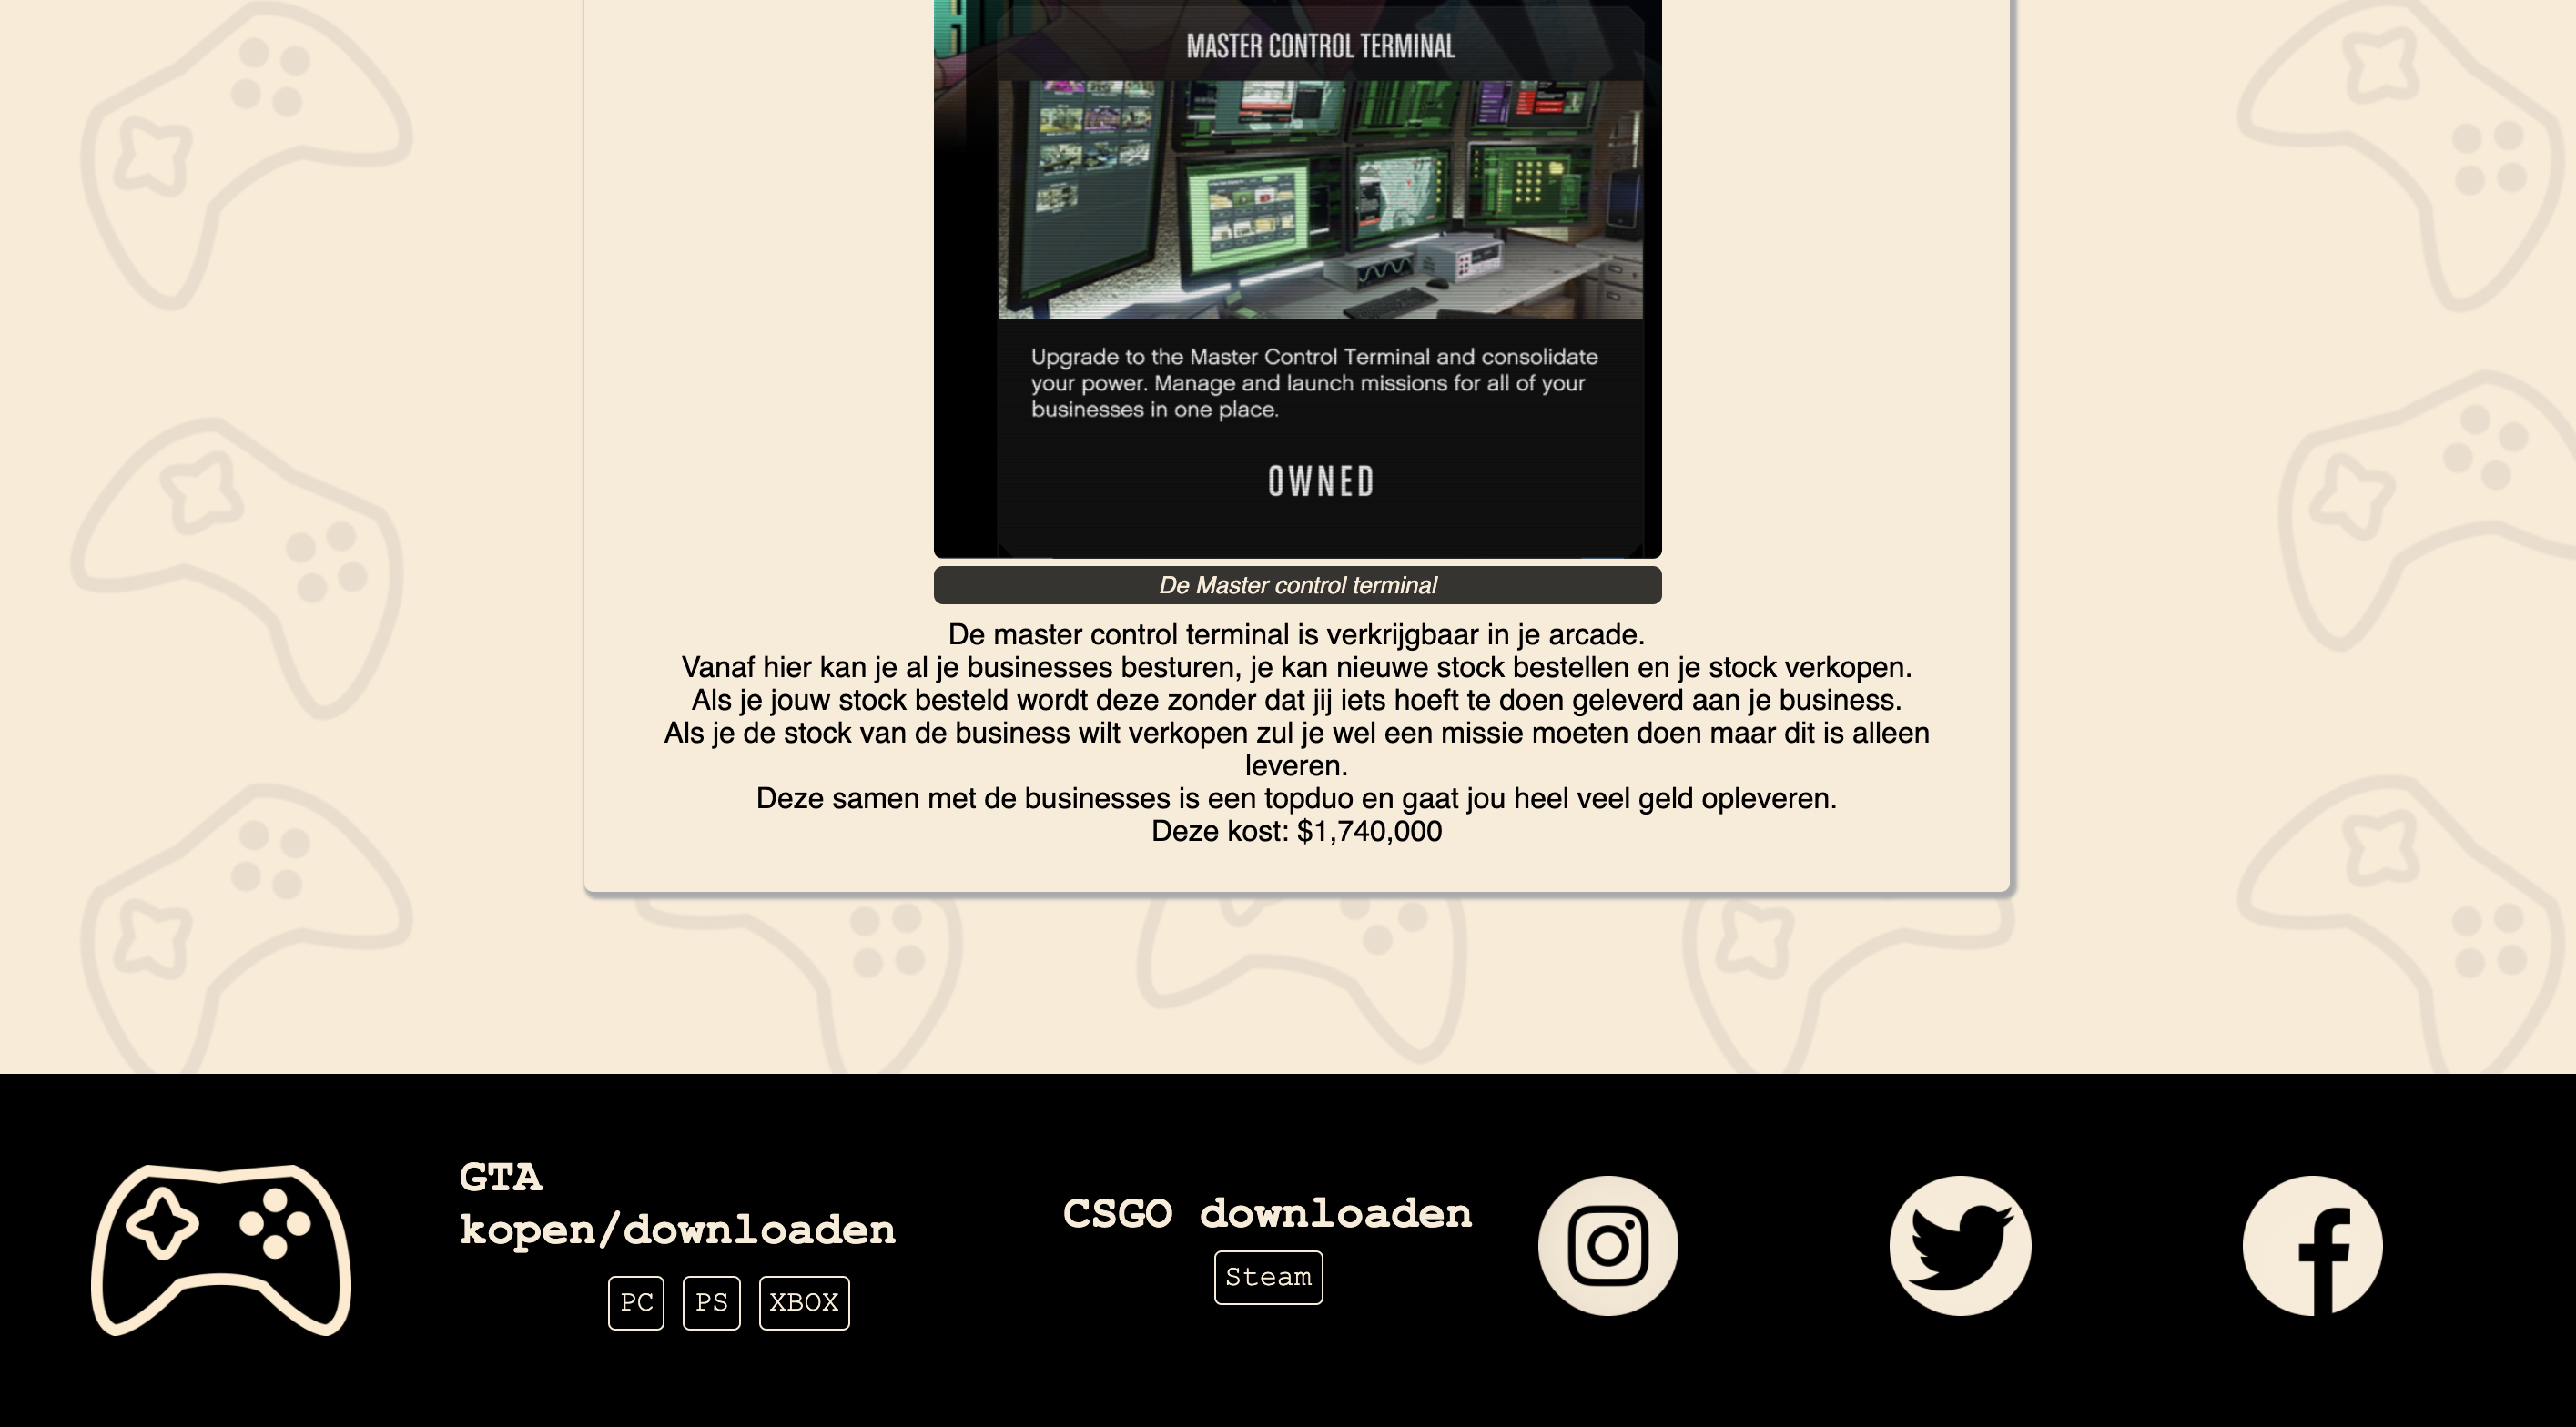 MASTER CONTROL TERMINAL
Upgrade to the Master Control Terminal and consolidate
your power. Manage and launch missions for all of your
businesses in one place.
OWNED
De Master control terminal
De master control terminal is verkrijgbaar in je arcade.
Vanaf hier kan je al je businesses besturen, je kan nieuwe stock bestellen en je stock verkopen.
Als je jouw stock besteld wordt deze zonder dat jij iets hoeft te doen geleverd aan je business.
Als je de stock van de business wilt verkopen zul je wel een missie moeten doen maar dit is alleen
leveren.
Deze samen met de businesses is een topduo en gaat jou heel veel geld opleveren.
Deze kost: $1,740,000
GTA
kopen/downloaden
PC PS XBOX
CSGO downloaden
Steam